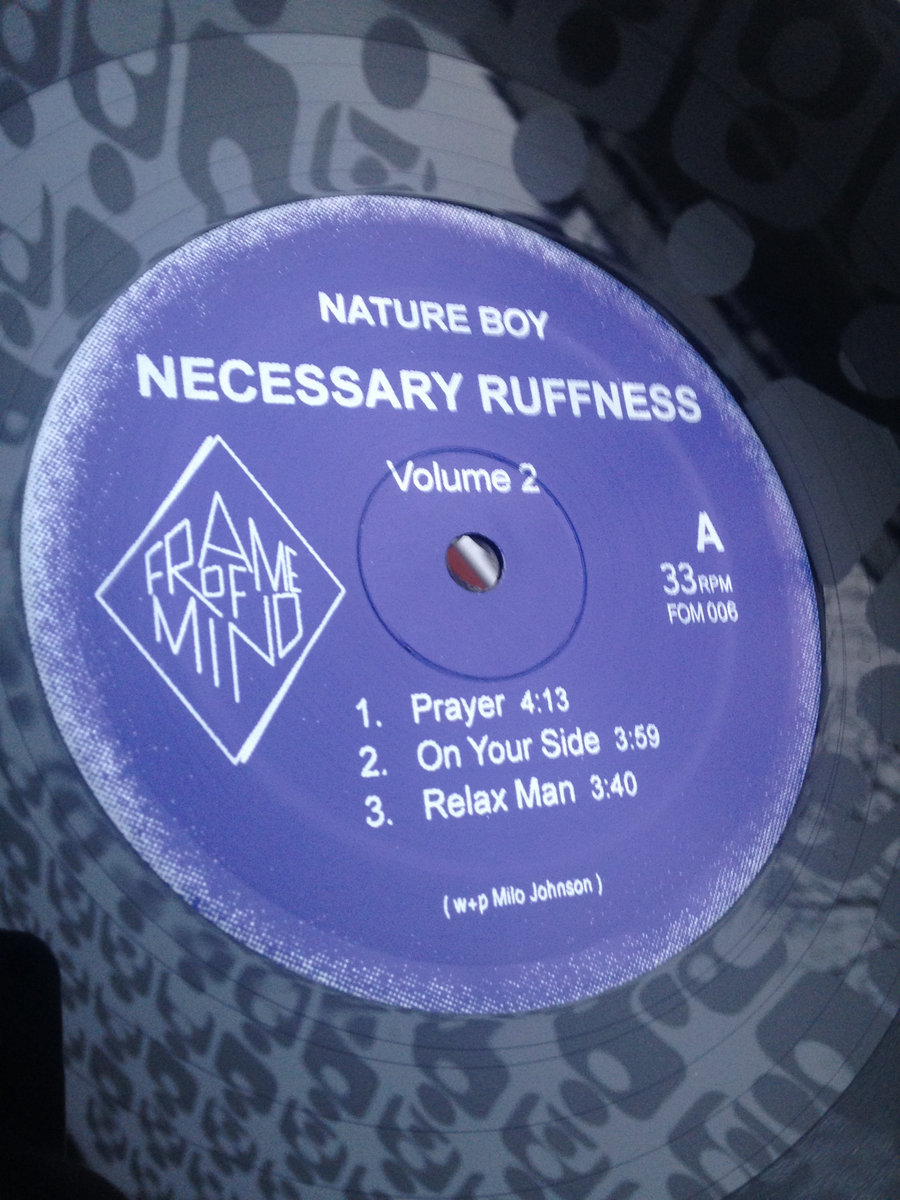 NATURE BOY
NECESSARY RUFFNESS
Volume 2
FRAME
OF
MIND
A
33RPM
FOM 006
1. Prayer 4:13
2. On Your Side 3:59
3. Relax Man 3:40
( w+p Milo Johnson )